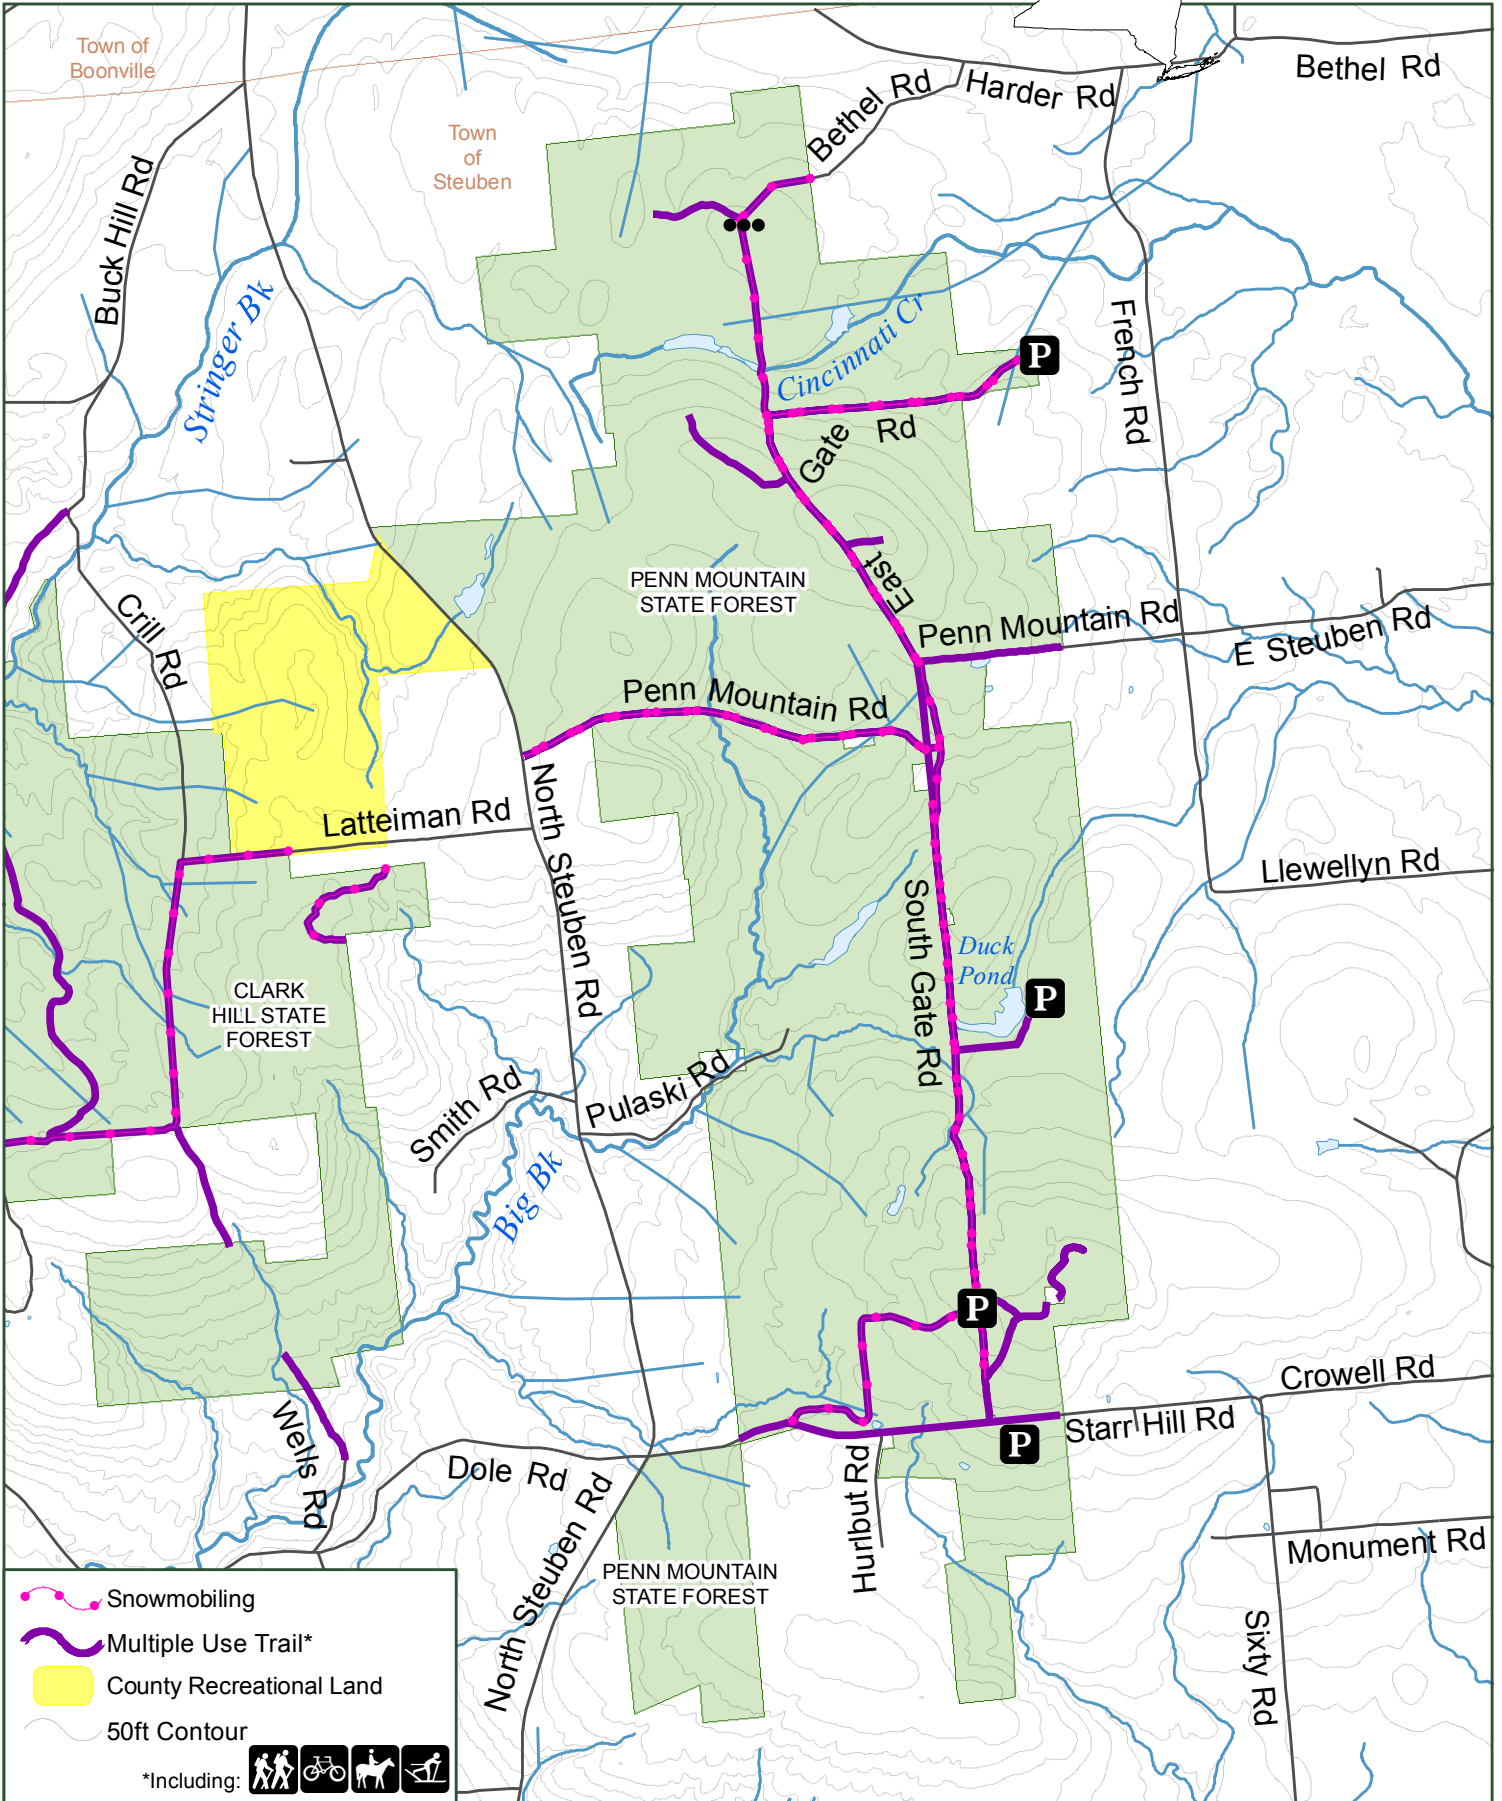 Town of
Boonville
Town
of
Steuben
Bethel Rd
Harder Rd
Bethel Rd
Buck Hill Rd
Stringer Bk
Cincinnati Cr
French Rd
P
Gate Rd
East
PENN MOUNTAIN
STATE FOREST
Crill Rd
Penn Mountain Rd
E Steuben Rd
Penn Mountain Rd
Latteiman Rd
North Steuben Rd
Llewellyn Rd
South Gate Rd
Duck
Pond
P
CLARK
HILL STATE
FOREST
Smith Rd
Pulaski Rd
Big Bk
P
Crowell Rd
Starr Hill Rd
P
Wells Rd
Dole Rd
North Steuben Rd
Hurlbut Rd
Monument Rd
PENN MOUNTAIN
STATE FOREST
Sixty Rd
Snowmobiling
Multiple Use Trail*
County Recreational Land
50ft Contour
*Including: